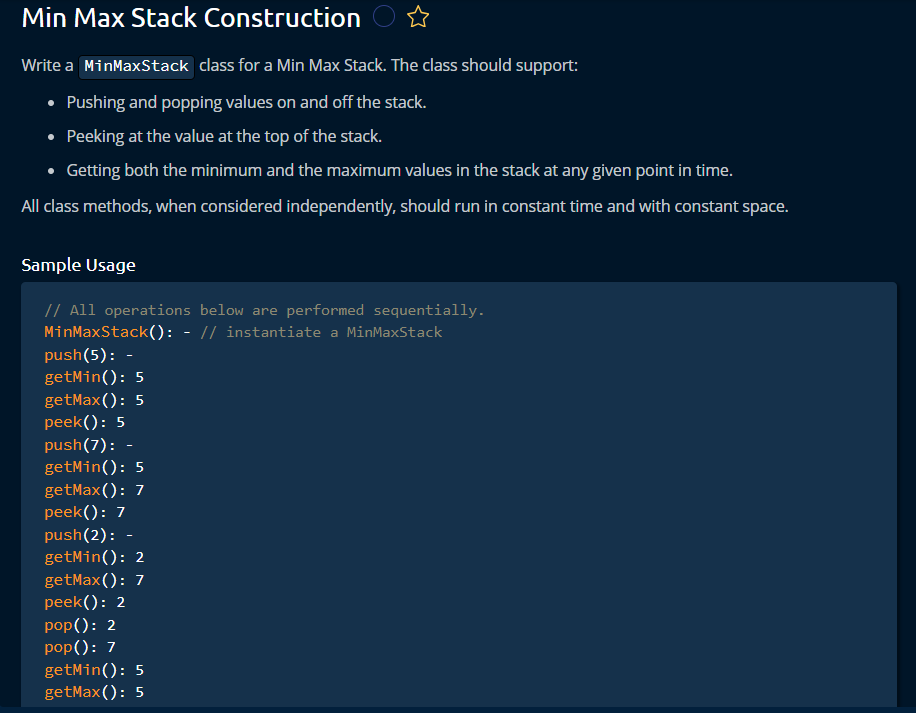 Min Max Stack Construction
Write a MinMaxStack class for a Min Max Stack. The class should support:
• Pushing and popping values on and off the stack.
• Peeking at the value at the top of the stack.
• Getting both the minimum and the maximum values in the stack at any given point in time.
All class methods, when considered independently, should run in constant time and with constant space.
Sample Usage
// All operations below are performed sequentially.
MinMaxStack(): - // instantiate a MinMaxStack
push(5): -
getMin(): 5
getMax(): 5
peek(): 5
push(7): -
getMin(): 5
getMax(): 7
peek(): 7
push(2): -
getMin(): 2
getMax(): 7
peek(): 2
pop(): 2
pop(): 7
getMin(): 5
getMax(): 5